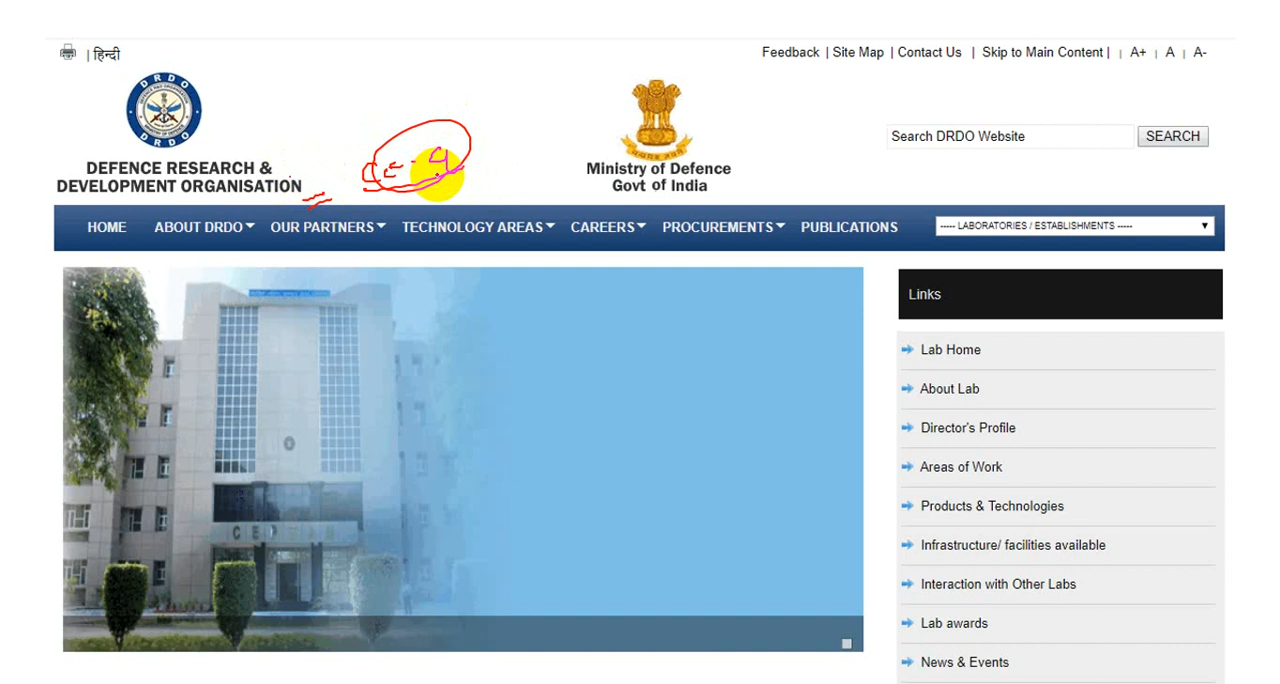 | हिन्दी
Feedback | Site Map | Contact Us | Skip to Main Content | | A+ | A | A-
DRDO
DRDO
DEFENCE RESEARCH &
DEVELOPMENT ORGANISATION
Ministry of Defence
Govt of India
Search DRDO Website SEARCH
HOME ABOUT DRDO OUR PARTNERS TECHNOLOGY AREAS CAREERS PROCUREMENTS PUBLICATIONS ----- LABORATORIES / ESTABLISHMENTS -----
Links
Lab Home
About Lab
Director's Profile
Areas of Work
Products & Technologies
Infrastructure/ facilities available
Interaction with Other Labs
Lab awards
News & Events